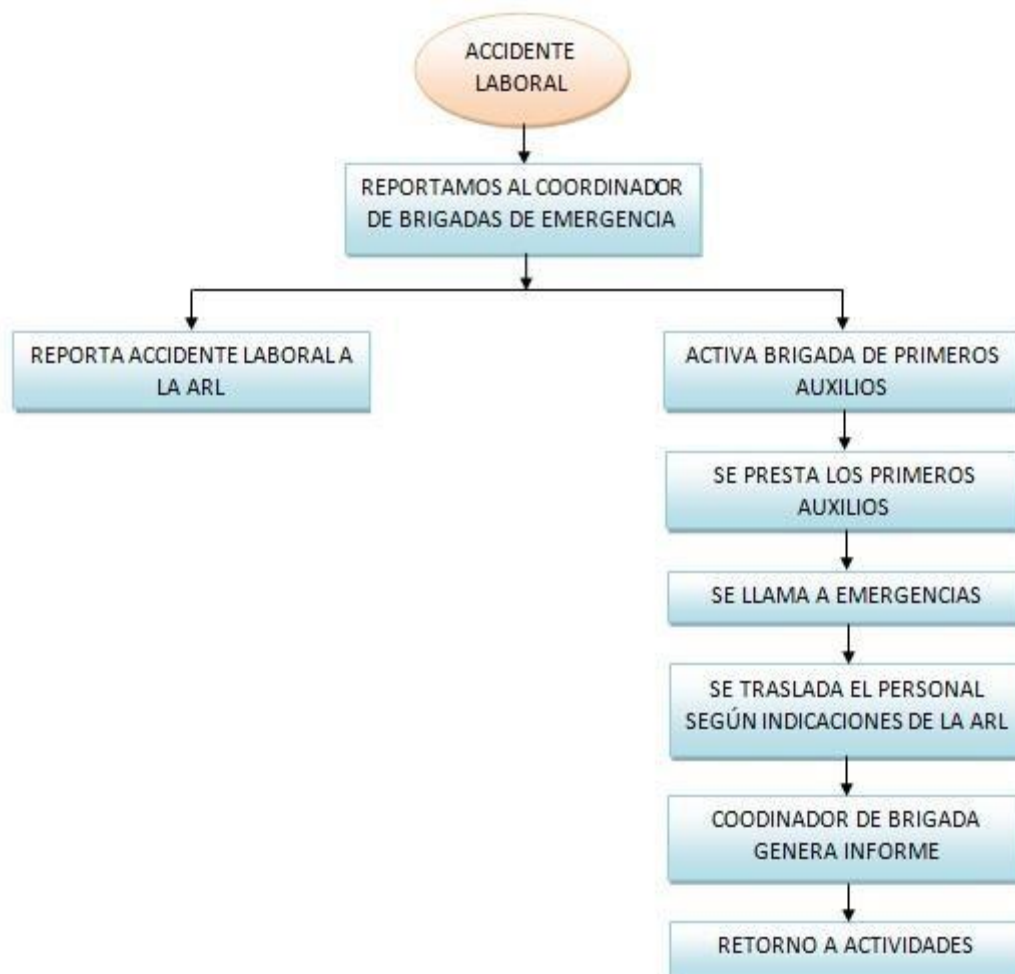 ACCIDENTE
LABORAL
REPORTAMOS AL COORDINADOR
DE BRIGADAS DE EMERGENCIA
REPORTA ACCIDENTE LABORAL A
LA ARL
ACTIVA BRIGADA DE PRIMEROS
AUXILIOS
SE PRESTA LOS PRIMEROS
AUXILIOS
SE LLAMA A EMERGENCIAS
SE TRASLADA EL PERSONAL
SEGÚN INDICACIONES DE LA ARL
COODINADOR DE BRIGADA
GENERA INFORME
RETORNO A ACTIVIDADES